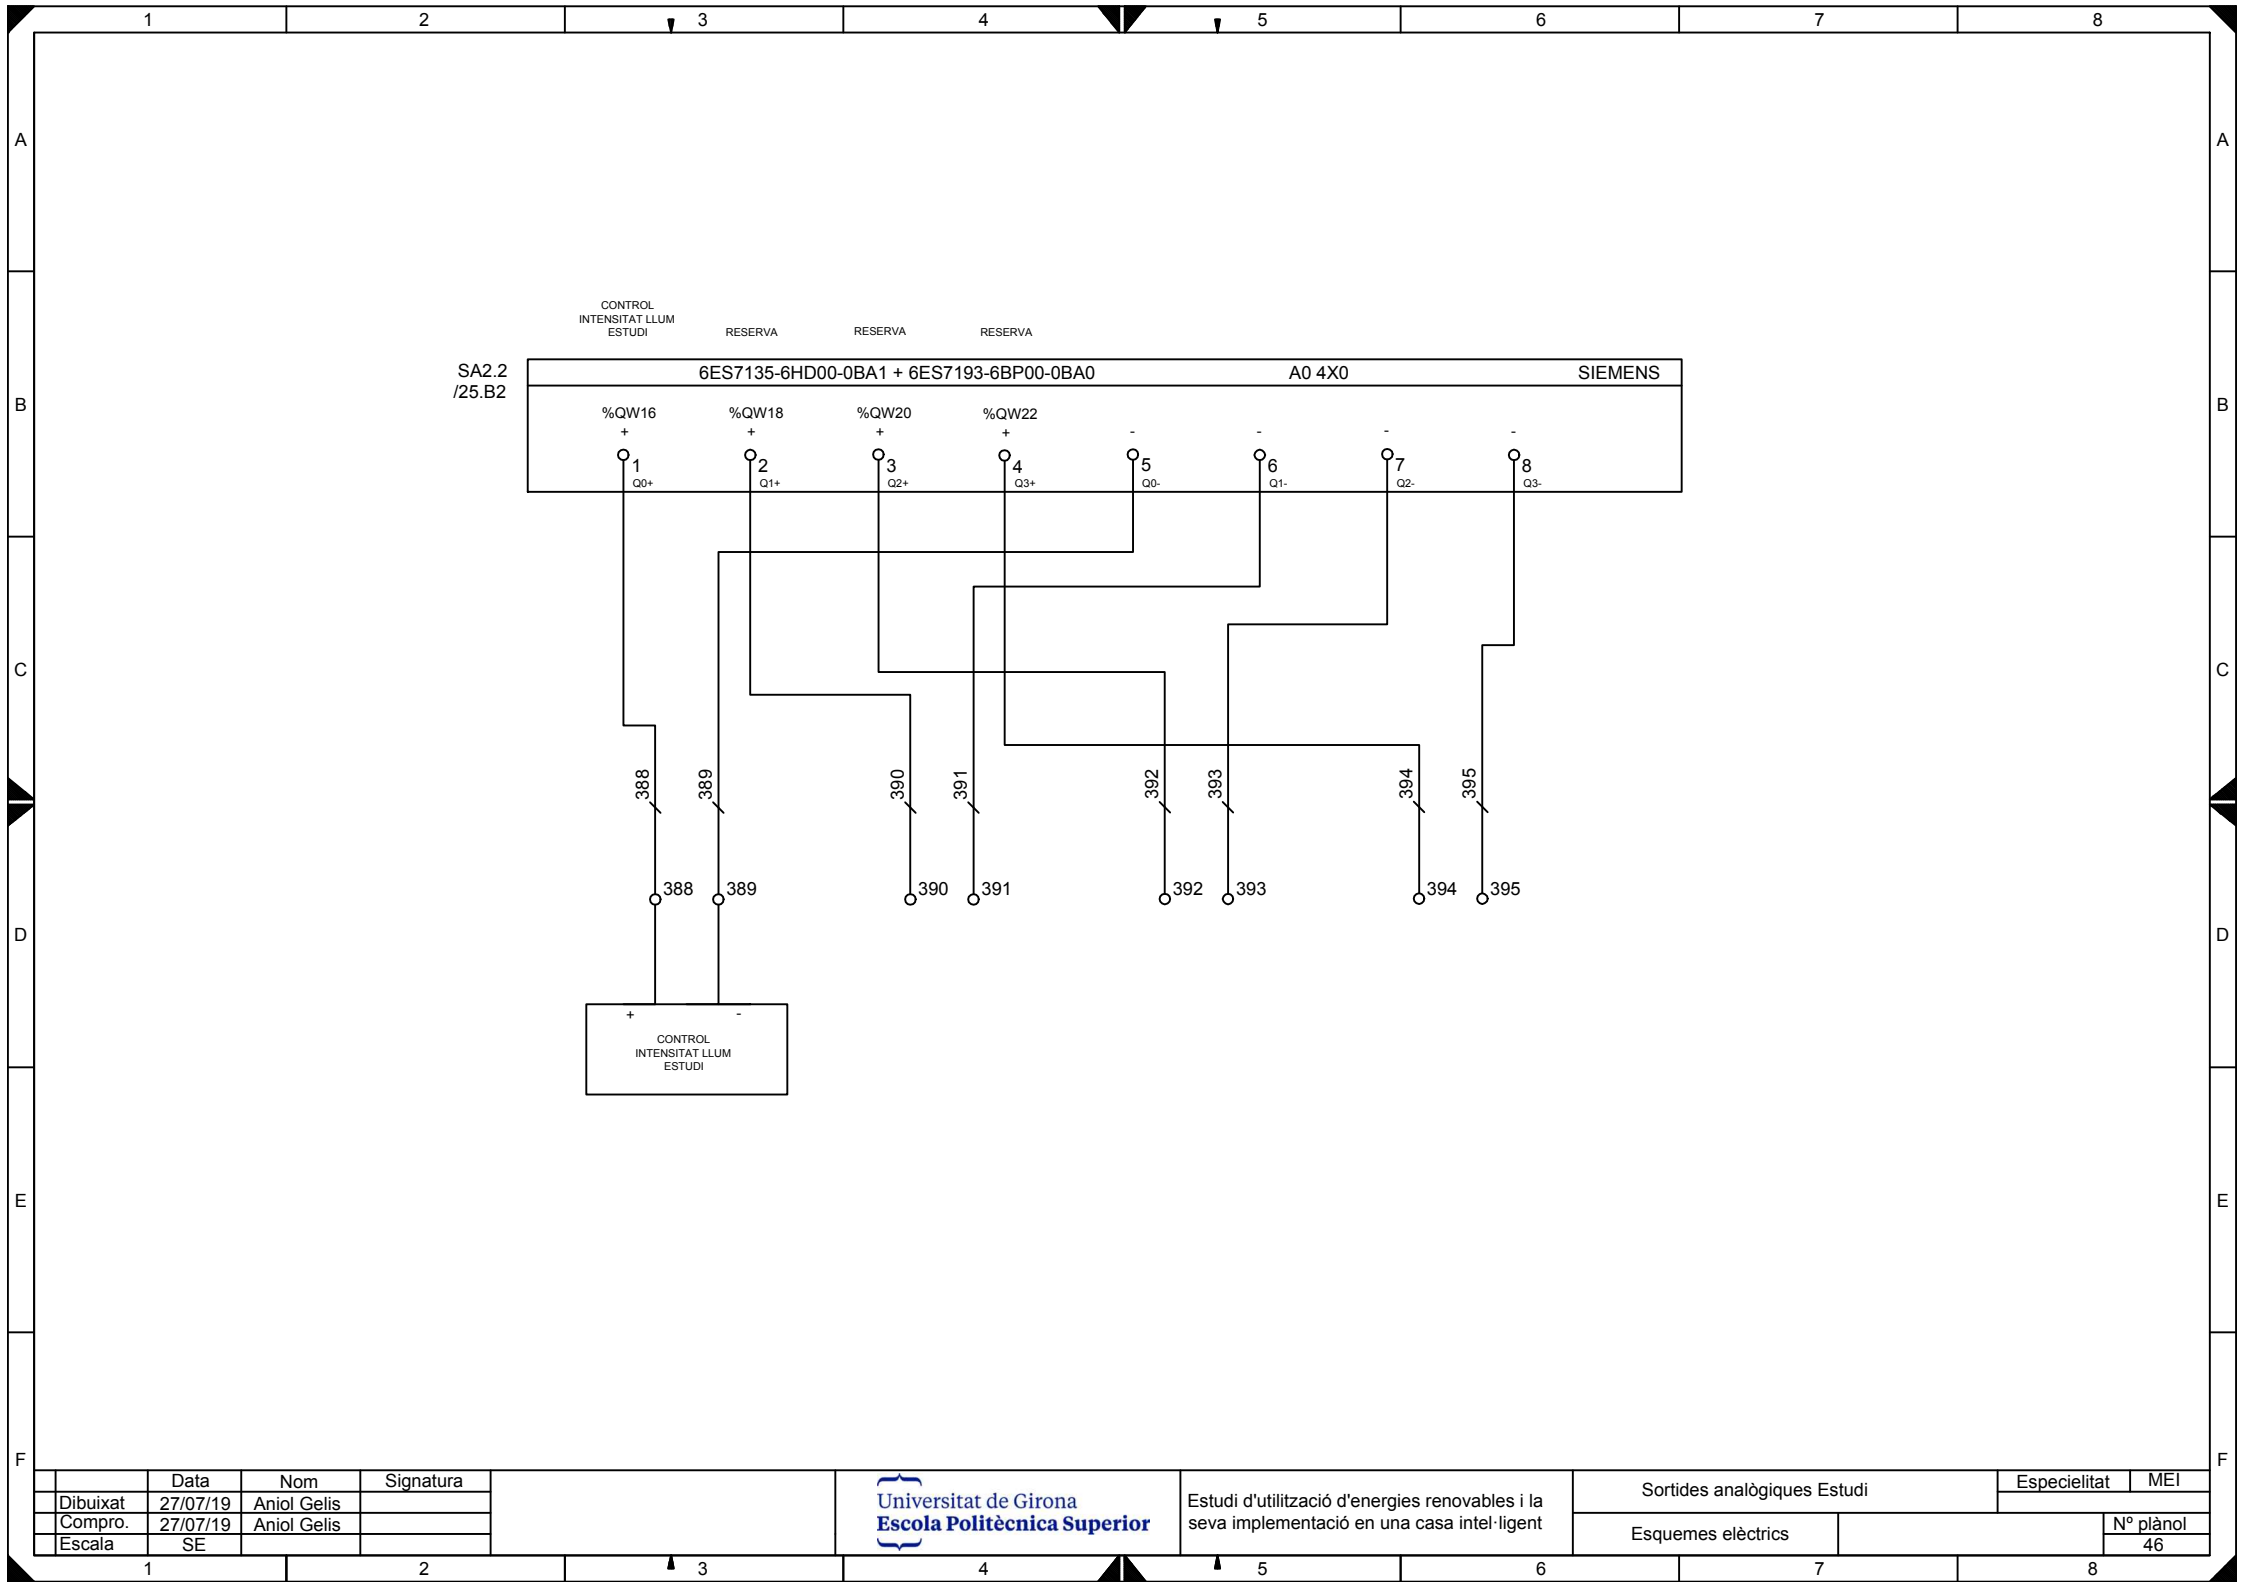 1 2 3 4 5 6 7 8
A A
CONTROL
INTENSITAT LLUM
ESTUDI
RESERVA RESERVA RESERVA
SA2.2
/25.B2
6ES7135-6HD00-0BA1 + 6ES7193-6BP00-0BA0 A0 4X0 SIEMENS
B B
%QW16 %QW18 %QW20 %QW22
+ + + + - - - -
1 2 3 4 5 6 7 8
Q0+ Q1+ Q2+ Q3+ Q0- Q1- Q2- Q3-
C C
388 389 390 391 392 393 394 395
388 389 390 391 392 393 394 395
D D
+ -
CONTROL
INTENSITAT LLUM
ESTUDI
E E
F F
Data Nom Signatura
Dibuixat 27/07/19 Aniol Gelis
Compro. 27/07/19 Aniol Gelis
Escala SE
Universitat de Girona
Escola Politècnica Superior
Estudi d'utilització d'energies renovables i la
seva implementació en una casa intel·ligent
Sortides analògiques Estudi
Esquemes elèctrics
Especielitat MEI
Nº plànol
46
1 2 3 4 5 6 7 8